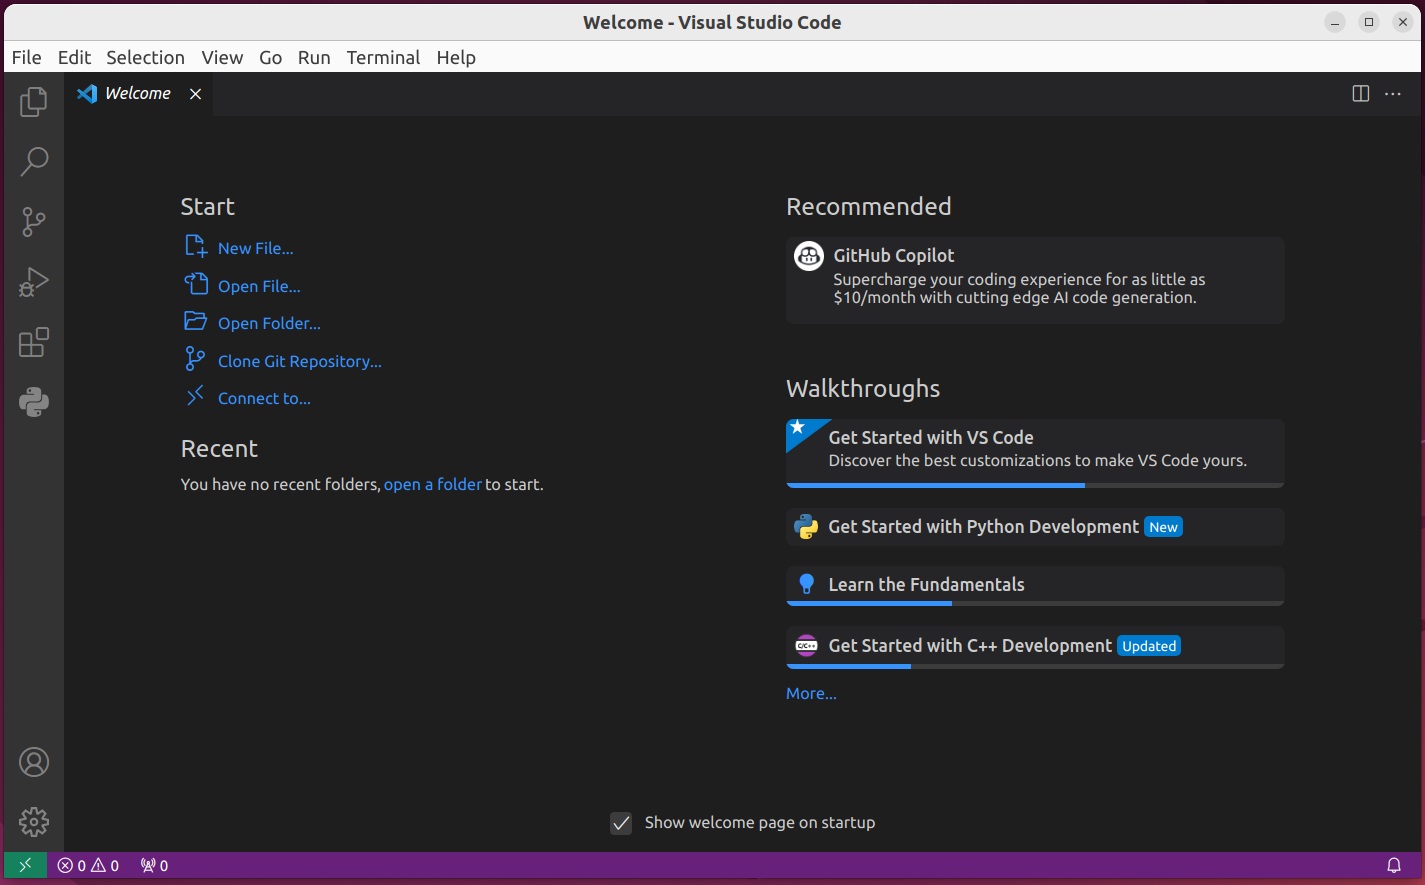 Welcome - Visual Studio Code
File Edit Selection View Go Run Terminal Help
Welcome
Start
New File...
Open File...
Open Folder...
Clone Git Repository...
Connect to...
Recent
You have no recent folders, open a folder to start.
Recommended
GitHub Copilot
Supercharge your coding experience for as little as
$10/month with cutting edge AI code generation.
Walkthroughs
Get Started with VS Code
Discover the best customizations to make VS Code yours.
Get Started with Python Development New
Learn the Fundamentals
C/C++ Get Started with C++ Development Updated
More...
Show welcome page on startup
0 0 0